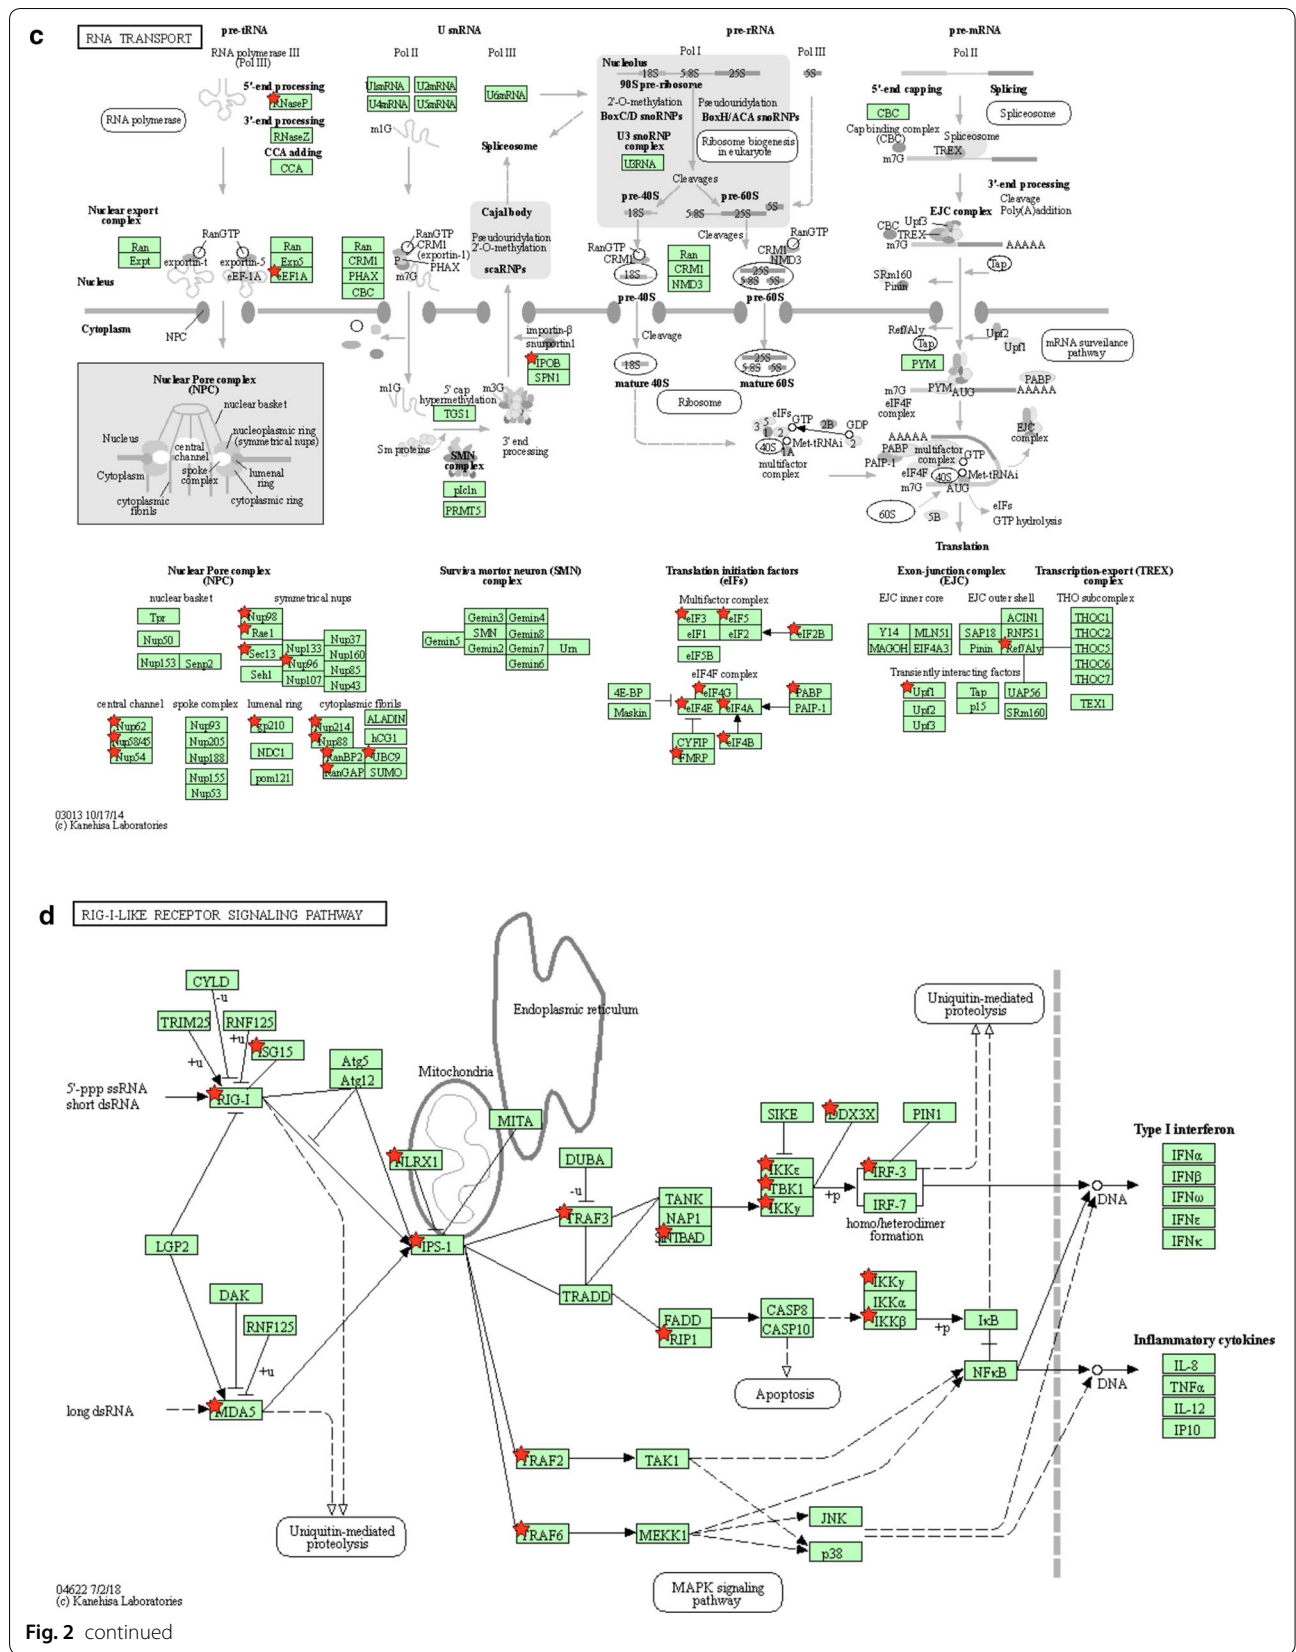 c
RNA TRANSPORT
pre-tRNA
U snRNA
pre-rRNA
pre-mRNA
RNA polymerase III
(Pol III)
Pol II
Pol III
Pol I
Pol III
Pol II
Nucleolus
18S
5.8S
25S
5S
90S pre-ribosome
5'-end processing
RNaseP
3'-end processing
RNaseZ
CCA adding
CCA
RNA polymerase
U1snRNA
U2snRNA
U4snRNA
U5snRNA
U6snRNA
m1G
Spliceosome
2'-O-methylation
BoxC/D snoRNPs
Pseudouridylation
BoxH/ACA snoRNPs
U3 snoRNP
complex
U3RNA
Ribosome biogenesis
in eukaryote
Cleavages
pre-40S
pre-60S
18S
5.8S
25S
5S
5'-end capping
Splicing
CBC
Spliceosome
Cap binding complex
(CBC)
Spliceosome
TREX
m7G
3'-end processing
Cleavage
Poly(A)addition
Nuclear export
complex
Ran
Expt
RanGTP
exportin-t
exportin-5
eEF-1A
Ran
Exp5
eEF1A
Nucleus
Ran
CRM1
PHAX
CBC
RanGTP
CRM1
(exportin-1)
P
PHAX
m7G
Cajal body
Pseudouridylation
2'-O-methylation
scaRNPs
RanGTP
CRM1
18S
pre-40S
Ran
CRM1
NMD3
Cleavages
RanGTP
CRM1
NMD3
25S
5.8S
5S
pre-60S
EJC complex
CBC
Upf3
TREX
m7G
AAAAA
Tap
SRm160
Pinin
Cytoplasm
NPC
importin-β
snurportin1
IPOB
SPN1
Cleavage
18S
mature 40S
25S
5.8S
5S
mature 60S
Ref/Aly
Tap
Upf2
Upf1
mRNA surveilance
pathway
PYM
m7G
PYM
AUG
PABP
AAAAA
eIF4F
complex
EJC
complex
Nuclear Pore complex
(NPC)
nuclear basket
Nucleus
nucleoplasmic ring
(symmetrical nups)
central
channel
spoke
complex
lumenal
ring
Cytoplasm
cytoplasmic
fibrils
cytoplasmic ring
m1G
5' cap
hypermethylation
TGS1
m3G
Sm proteins
3' end
processing
SMN
complex
pIcln
PRMT5
Ribosome
eIFs
GTP
2B
GDP
3
5
1
2
2
40S
1A
Met-tRNAi
multifactor
complex
AAAAA
PABP
PAIP-1
multifactor
complex
GTP
eIF4F
40S
Met-tRNAi
m7G
AUG
60S
5B
eIFs
GTP hydrolysis
Translation
Nuclear Pore complex
(NPC)
nuclear basket
symmetrical nups
Tpr
Nup50
Nup153
Senp2
Nup98
Rae1
Sec13
Seh1
Nup133
Nup96
Nup107
Nup37
Nup160
Nup85
Nup43
central channel
spoke complex
lumenal ring
cytoplasmic fibrils
Nup62
Nup58/45
Nup54
Nup93
Nup205
Nup188
Nup155
Nup53
gp210
NDC1
pom121
Nup214
Nup88
RanBP2
RanGAP
ALADIN
hCG1
UBC9
SUMO
Surviva mortor neuron (SMN)
complex
Gemin3
Gemin4
Gemin5
SMN
Gemin8
Gemin2
Gemin7
Unr
Gemin6
Translation initiation factors
(eIFs)
Multifactor complex
eIF3
eIF5
eIF1
eIF2
eIF2B
eIF5B
eIF4F complex
4E-BP
Maskin
eIF4G
eIF4E
eIF4A
PABP
PAIP-1
CYFIP
FMRP
eIF4B
Exon-junction complex
(EJC)
EJC inner core
EJC outer shell
Y14
MLN51
MAGOH
EIF4A3
ACIN1
SAP18
RNPS1
Pinin
Ref/Aly
Transiently interacting factors
Upf1
Upf2
Upf3
Tap
p15
UAP56
SRm160
Transcription-export (TREX)
complex
THO subcomplex
THOC1
THOC2
THOC5
THOC6
THOC7
TEX1
03013 10/17/14
(c) Kanehisa Laboratories
d
RIG-I-LIKE RECEPTOR SIGNALING PATHWAY
CYLD
-u
TRIM25
RNF125
+u
+u
ISG15
5'-ppp ssRNA
short dsRNA
RIG-I
Atg5
Atg12
Endoplasmic reticulum
Mitochondria
MITA
NLRX1
IPS-1
LGP2
DAK
RNF125
+u
long dsRNA
MDA5
Uniquitin-mediated
proteolysis
DUBA
-u
TRAF3
TRADD
TANK
NAP1
SINTBAD
FADD
RIP1
SIKE
DDX3X
PIN1
IKKε
TBK1
IKKγ
+p
IRF-3
IRF-7
homo/heterodimer
formation
Uniquitin-mediated
proteolysis
CASP8
CASP10
Apoptosis
IKKγ
IKKα
IKKβ
+p
IκB
NFκB
DNA
DNA
Type I interferon
IFNα
IFNβ
IFNω
IFNε
IFNκ
Inflammatory cytokines
IL-8
TNFα
IL-12
IP10
TRAF2
TAK1
TRAF6
MEKK1
JNK
p38
MAPK signaling
pathway
04622 7/2/18
(c) Kanehisa Laboratories
Fig. 2 continued